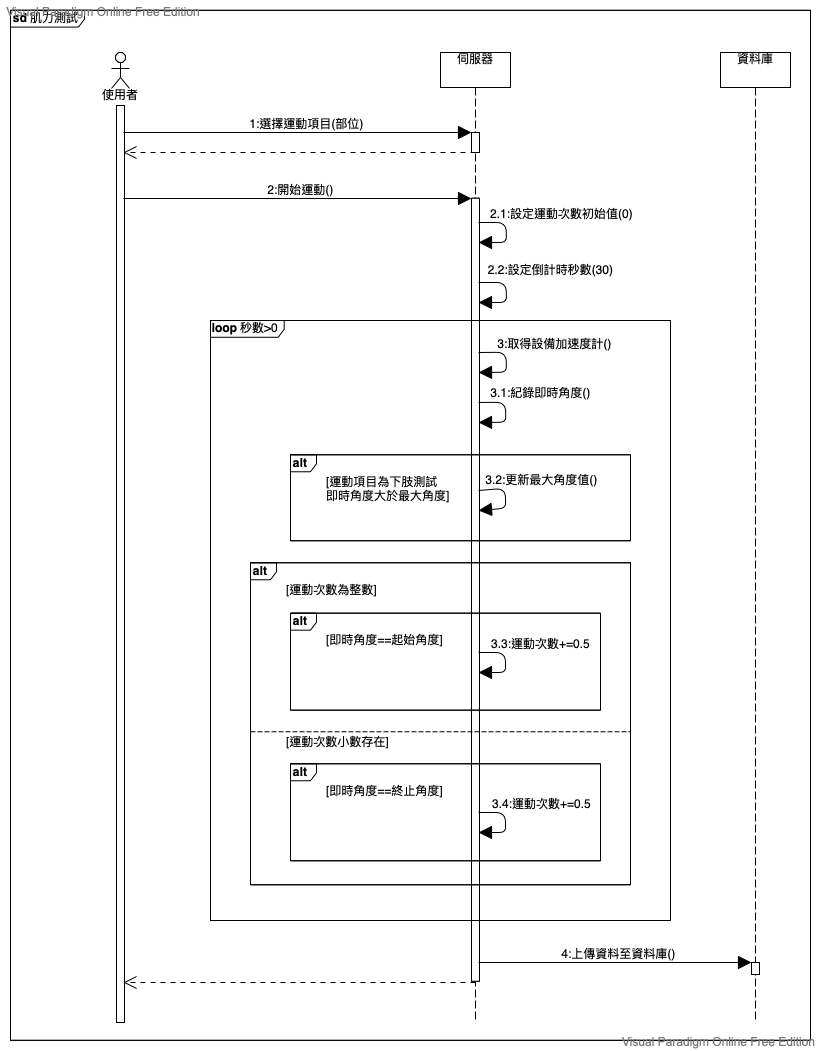 Visual Paradigm Online Free Edition
sd 肌力測試
使用者
伺服器
資料庫
1:選擇運動項目(部位)
2:開始運動()
2.1:設定運動次數初始值(0)
2.2:設定倒計時秒數(30)
loop 秒數>0
3:取得設備加速度計()
3.1:紀錄即時角度()
alt
[運動項目為下肢測試
即時角度大於最大角度]
3.2:更新最大角度值()
alt
[運動次數為整數]
alt
[即時角度==起始角度]
3.3:運動次數+=0.5
[運動次數小數存在]
alt
[即時角度==終止角度]
3.4:運動次數+=0.5
4:上傳資料至資料庫()
Visual Paradigm Online Free Edition